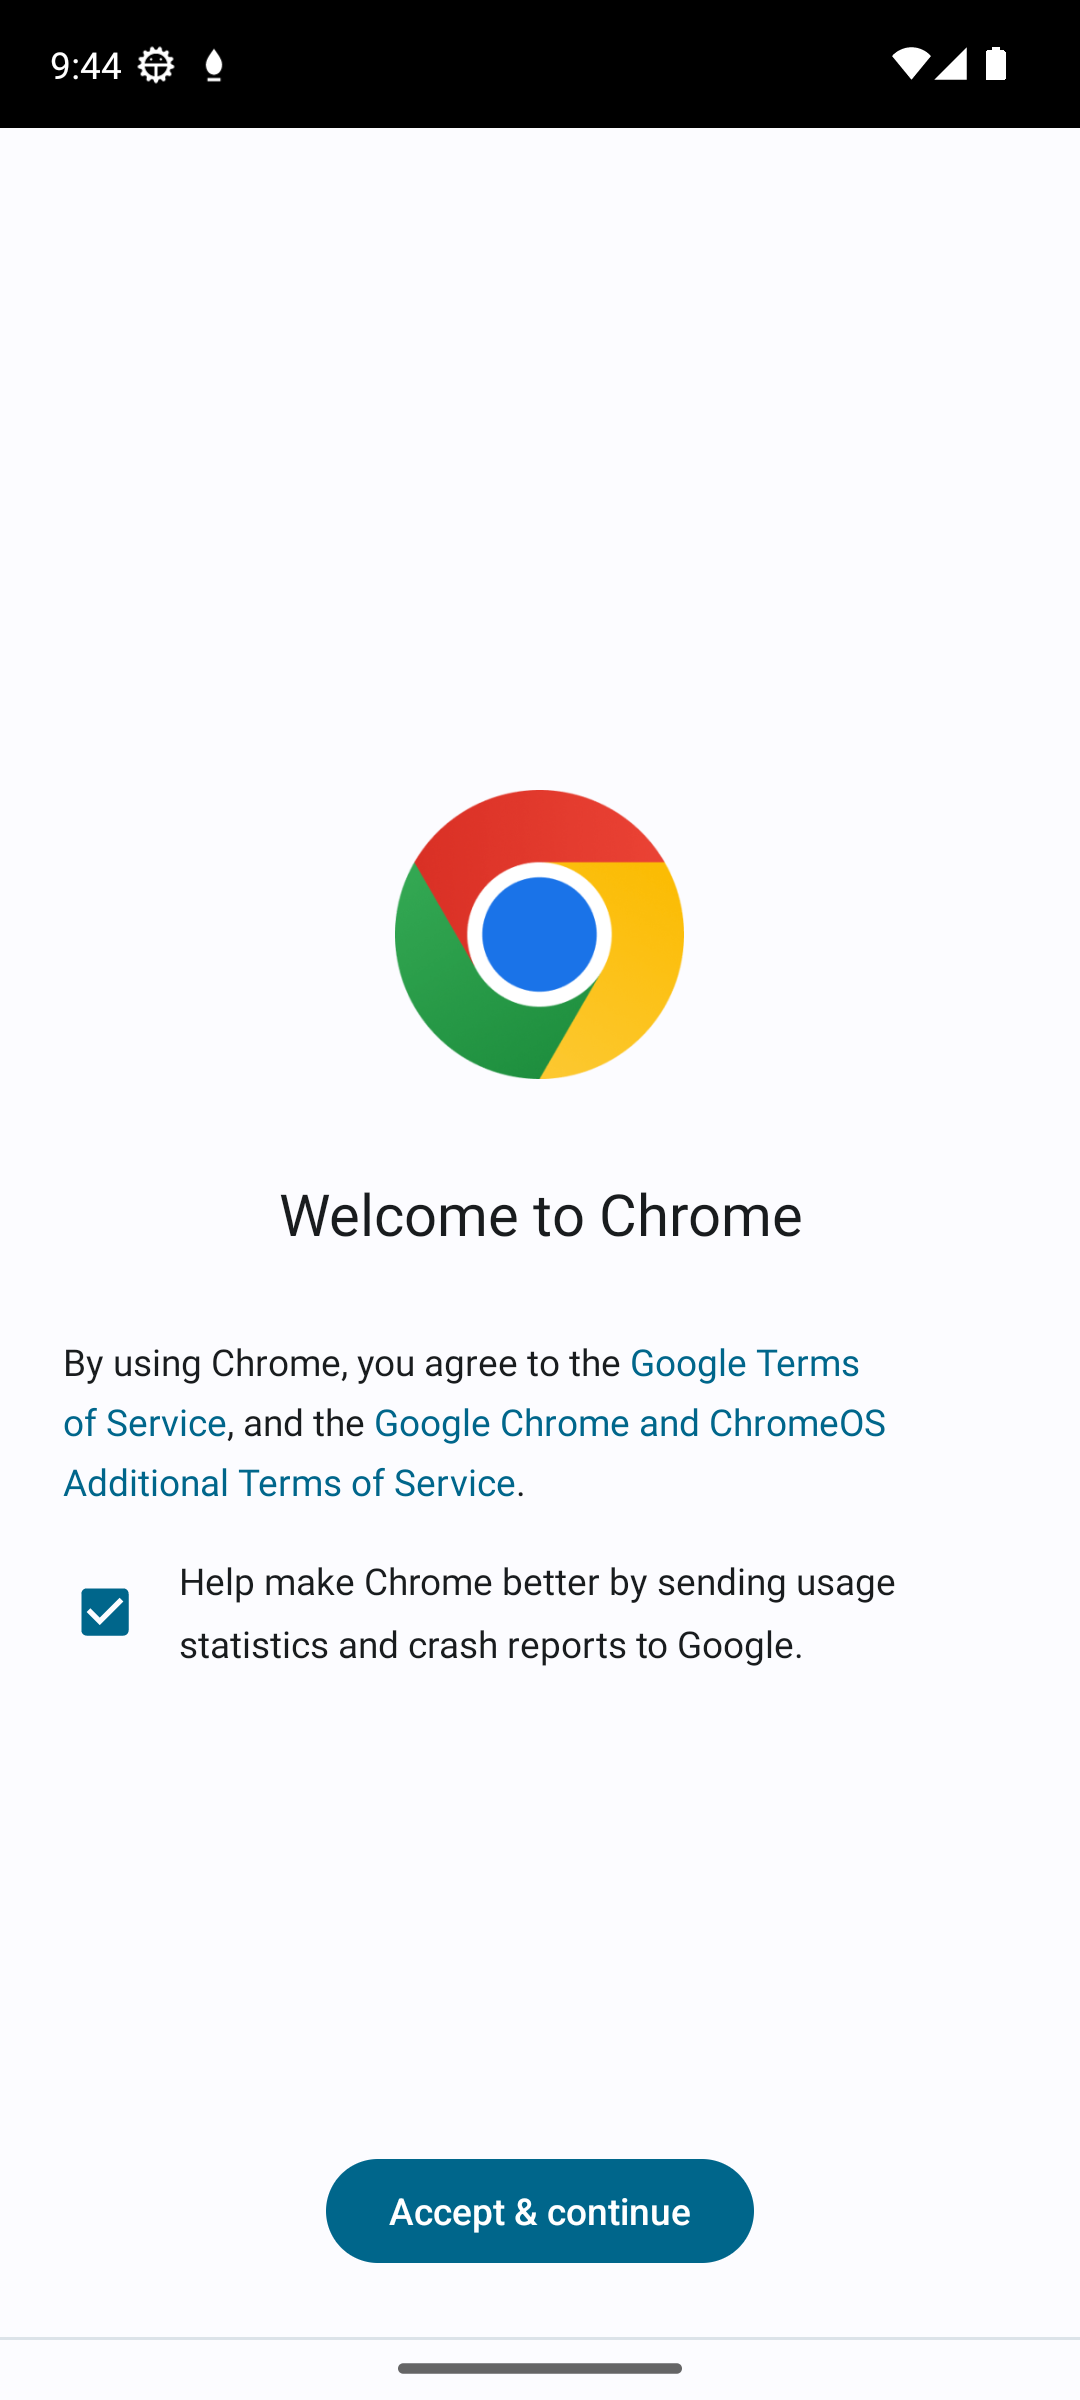 9:44
Welcome to Chrome
By using Chrome, you agree to the Google Terms
of Service, and the Google Chrome and ChromeOS
Additional Terms of Service.
Help make Chrome better by sending usage
statistics and crash reports to Google.
Accept & continue